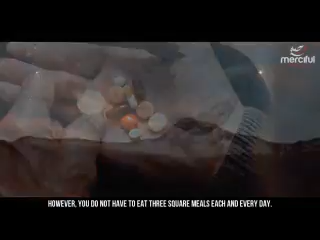 merciful
HOWEVER, YOU DO NOT HAVE TO EAT THREE SQUARE MEALS EACH AND EVERY DAY.